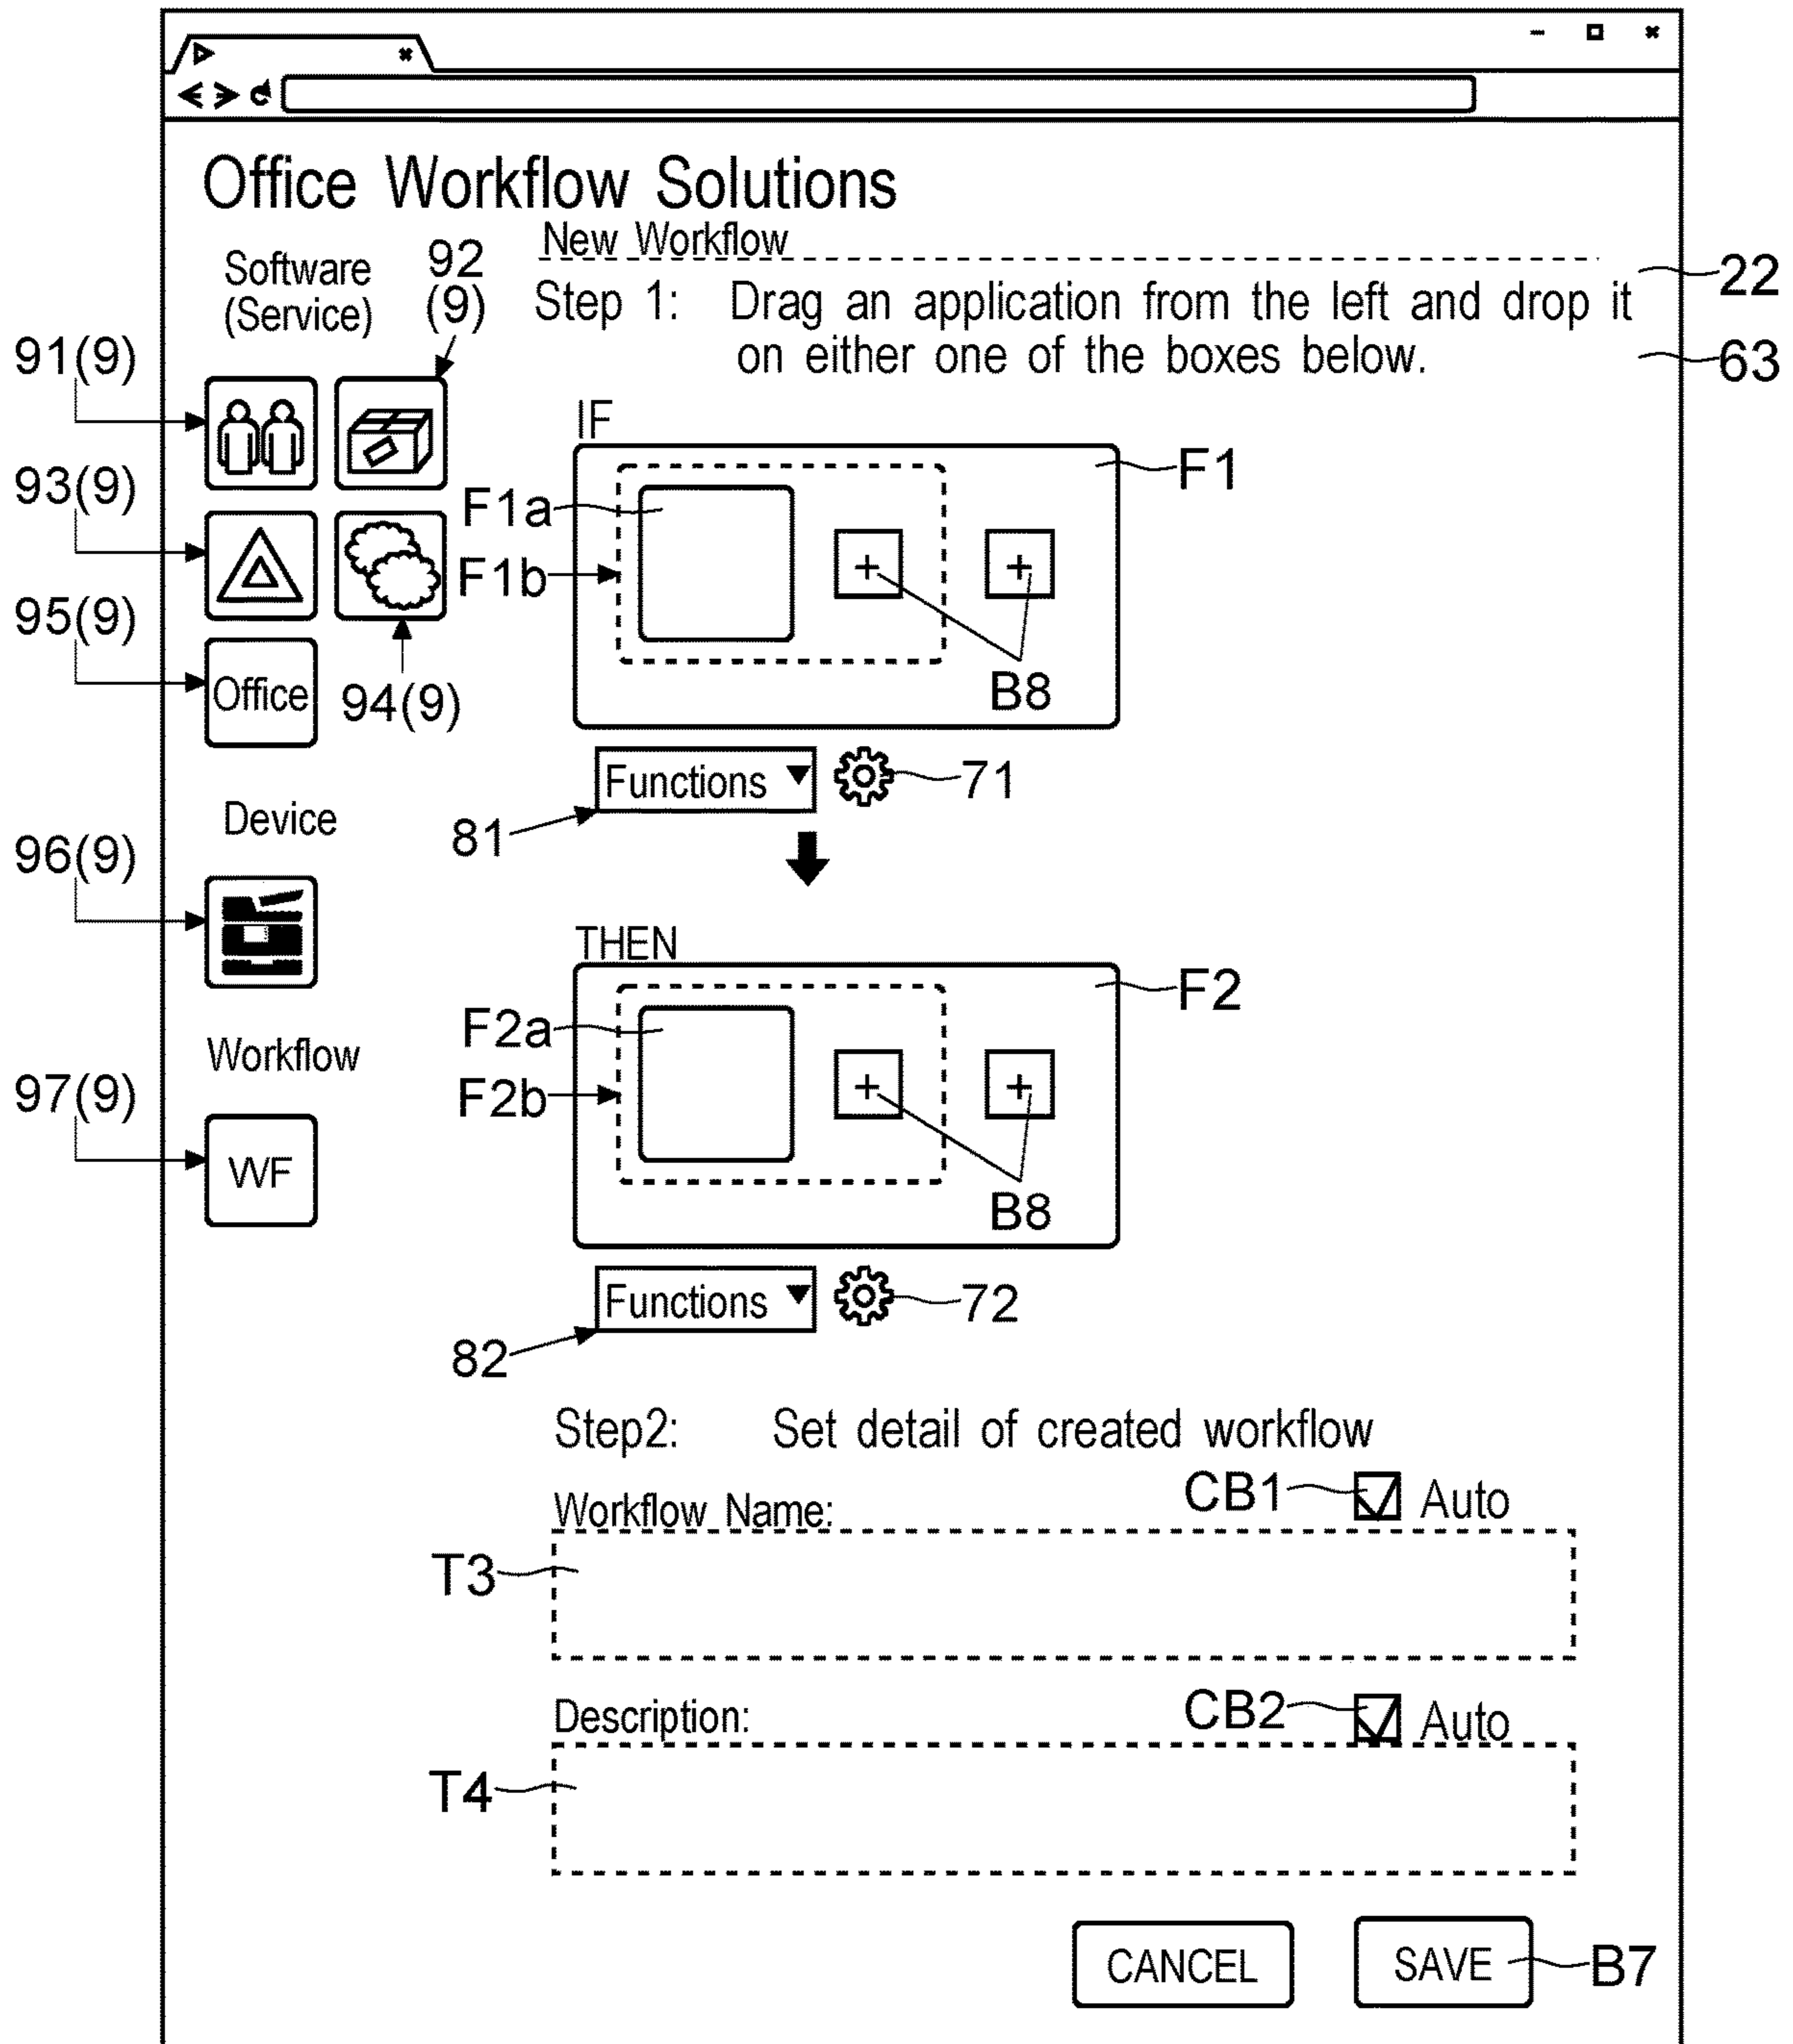 Office Workflow Solutions
New Workflow
22
Software
(Service)
92
(9)
Step 1: Drag an application from the left and drop it
on either one of the boxes below.
63
91(9)
IF
F1
93(9)
F1a
+
+
F1b
95(9)
Office
94(9)
B8
Functions
71
81
Device
96(9)
THEN
F2
F2a
Workflow
+
+
F2b
97(9)
WF
B8
Functions
72
82
Step2: Set detail of created workflow
CB1
Auto
Workflow Name:
T3
CB2
Auto
Description:
T4
CANCEL
SAVE
B7